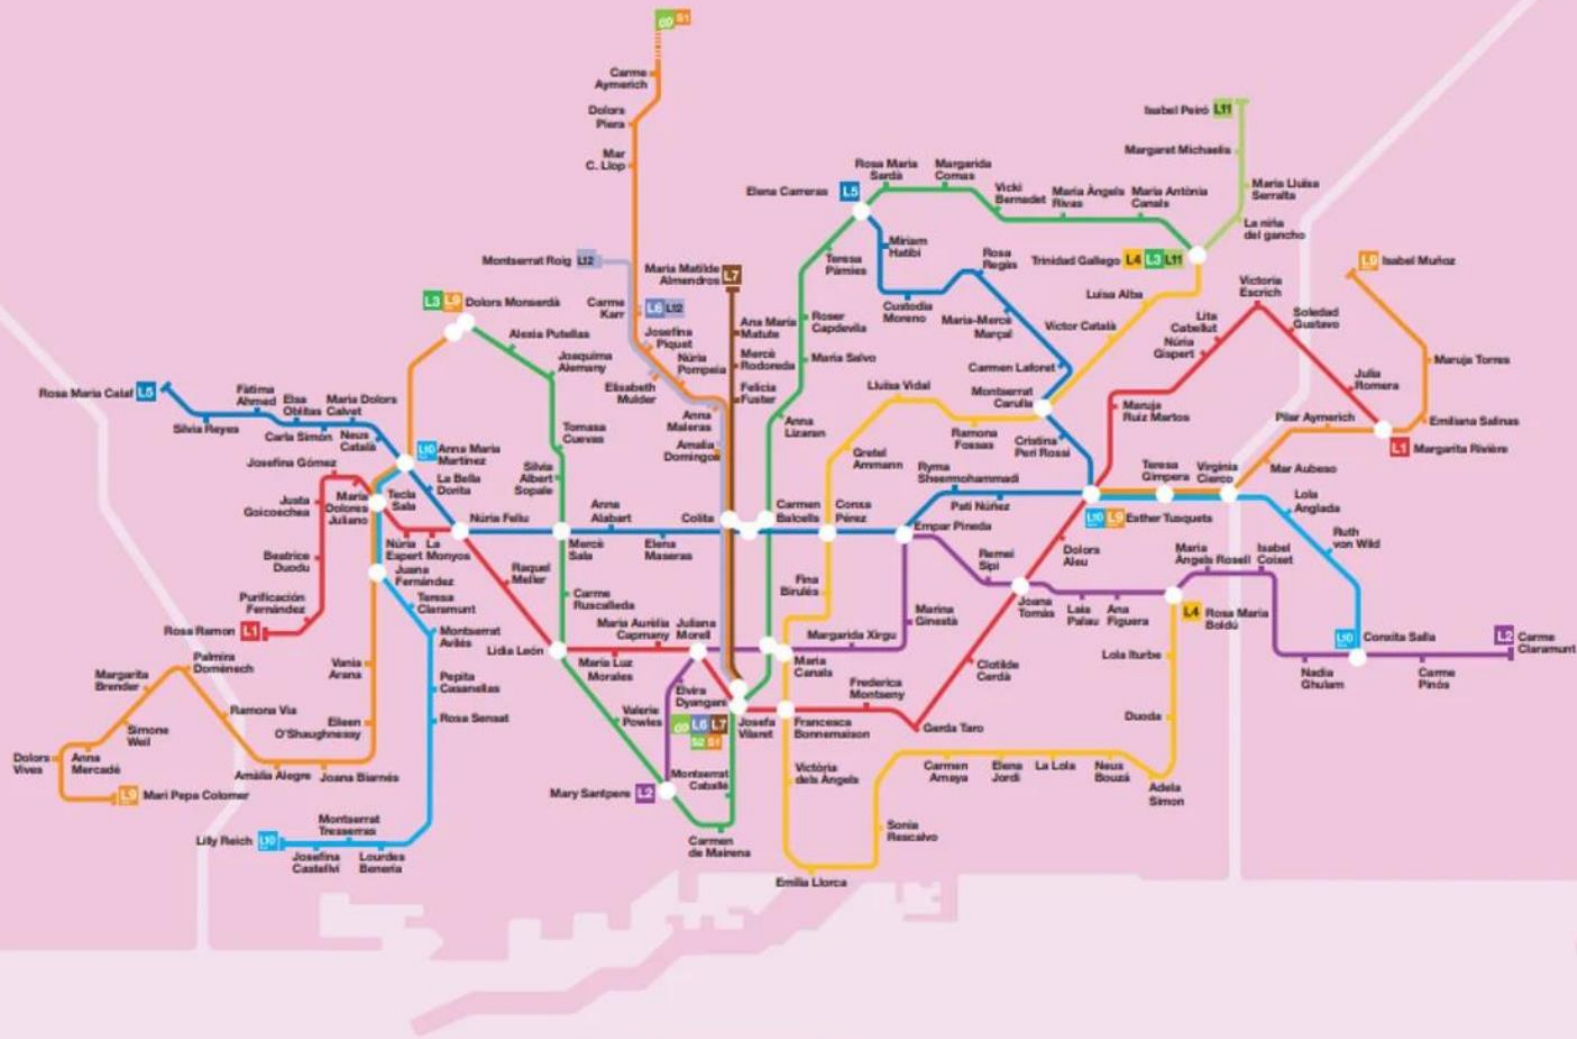 S1
Carme
Aymerich
Dolors
Piera
Mar
C. Llop
Isabel Peiró L11
Margaret Michaelis
Maria Lluïsa
Serralta
La niña
del gancho
Rosa Maria
Sardà
Margarida
Comas
Elena Carreras L5
Vicki
Bernadet
Maria Àngels
Rivas
Maria Antònia
Canals
Miriam
Hatibi
Teresa
Pàmies
Rosa
Regàs
Trinidad Gallego L4 L3 L11
L9 Isabel Muñoz
Montserrat Roig L12
Maria Matilde
Almendros L7
Luisa Alba
Victoria
Escrich
L3 L9 Dolors Monserdà
Carme
Karr
L6 L12
Custodia
Moreno
Maria-Mercè
Marçal
Víctor Català
Lita
Cabellut
Soledad
Gustavo
Alexia Putellas
Josefina
Piquet
Ana María
Matute
Roser
Capdevila
Núria
Gispert
Joaquima
Alemany
Núria
Pompeia
Mercè
Rodoreda
Maria Salvo
Carmen Laforet
Maruja Torres
Rosa Maria Calaf L5
Fàtima
Ahmed
Elsa
Oblitas
Maria Dolors
Calvet
Elisabeth
Mulder
Felicia
Fuster
Lluïsa Vidal
Montserrat
Carulla
Julia
Romera
Silvia Reyes
Carla Simón
Neus
Català
Tomasa
Cuevas
Anna
Maleras
Anna
Lizaran
Ramona
Fossas
Cristina
Peri Rossi
Maruja
Ruiz Martos
Pilar Aymerich
Emiliana Salinas
L10 Anna Maria
Martínez
Amalia
Domingo
Gretel
Ammann
L1 Margarita Rivière
Josefina Gómez
La Bella
Dorita
Silvia
Albert
Sopale
Ryma
Sheermohammadi
Teresa
Gimpera
Virginia
Cierco
Mar Aubeso
Justa
Goicoechea
Maria
Dolores
Juliano
Tecla
Sala
Pati Núñez
Lola
Anglada
Núria Feliu
Anna
Alabart
Colita
Carmen
Balcells
Conxa
Pérez
Empar Pineda
L10 L9 Esther Tusquets
Núria
Espert
La
Monyos
Mercè
Sala
Elena
Maseras
Ruth
von Wild
Beatrice
Duodu
Juana
Fernández
Raquel
Meller
Remei
Sipi
Dolors
Aleu
Maria
Àngels Rosell
Isabel
Coixet
Purificación
Fernández
Teresa
Claramunt
Carme
Ruscalleda
Fina
Birulés
Marina
Ginestà
Joana
Tomàs
Laia
Palau
Ana
Figuera
L4 Rosa Maria
Boldú
Rosa Ramon L1
Montserrat
Avilés
Maria Aurèlia
Capmany
Juliana
Morell
Margarida Xirgu
L10 Conxita Salla
L2 Carme
Claramunt
Lidia León
Maria Luz
Morales
Maria
Canals
Lola Iturbe
Margarita
Brender
Palmira
Domènech
Vania
Arana
Pepita
Casanellas
Elvira
Dyangani
Clotilde
Cerdà
Nadia
Ghulam
Carme
Pinós
Ramona Via
Eileen
O'Shaughnessy
Rosa Sensat
Valerie
Powles
L6 L7
S2 S1
Josefa
Vilaret
Francesca
Bonnemaison
Frederica
Montseny
Gerda Taro
Duoda
Simone
Weil
Dolors
Vives
Anna
Mercadé
Amàlia Alegre
Joana Biarnés
Montserrat
Caballé
Victòria
dels Àngels
Carmen
Amaya
Elena
Jordi
La Lola
Neus
Bouzá
Adela
Simon
L9 Mari Pepa Colomer
Mary Santpere L2
Montserrat
Tresserras
Sonia
Rescalvo
Lilly Reich L10
Carmen
de Mairena
Josefina
Castellví
Lourdes
Beneria
Emilia Llorca